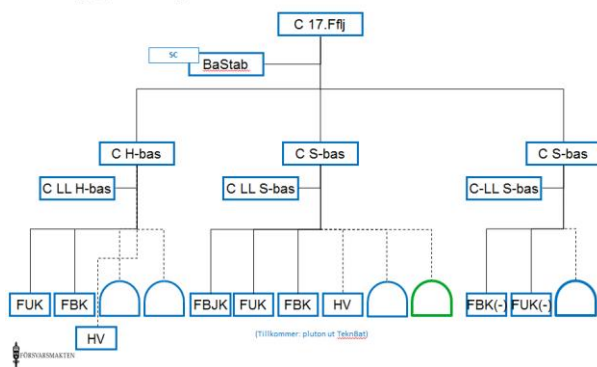 C 17.Fflj
SC
BaStab
C H-bas
C S-bas
C S-bas
C LL H-bas
C LL S-bas
C-LL S-bas
FUK
FBK
FBJK
FUK
FBK
HV
FBK(-)
FUK(-)
HV
(Tillkommer: pluton ut TeknBat)
FÖRSVARSMAKTEN